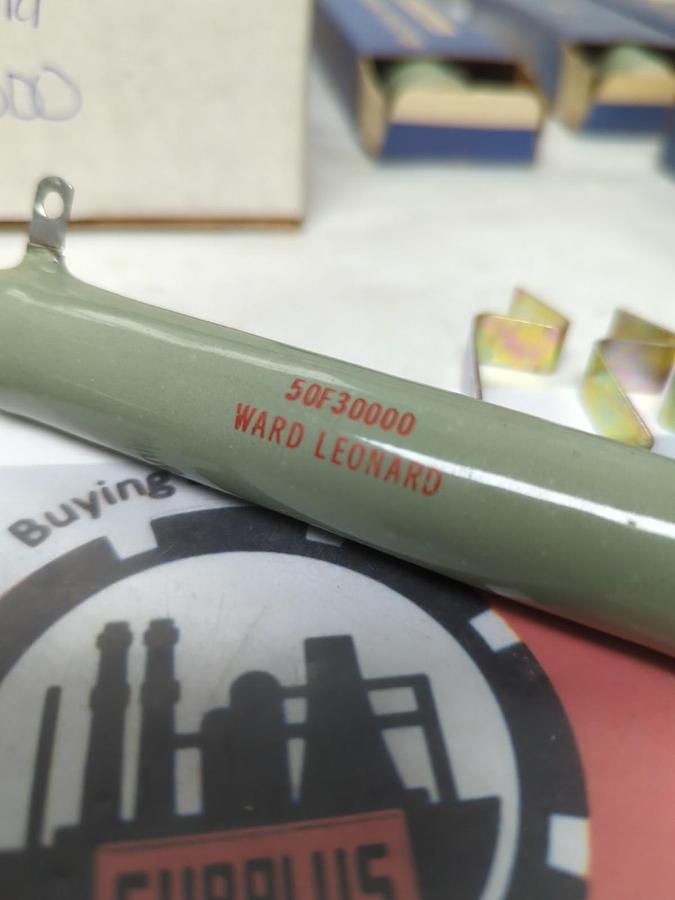 50F30000
WARD LEONARD
Buying
SURPLUS